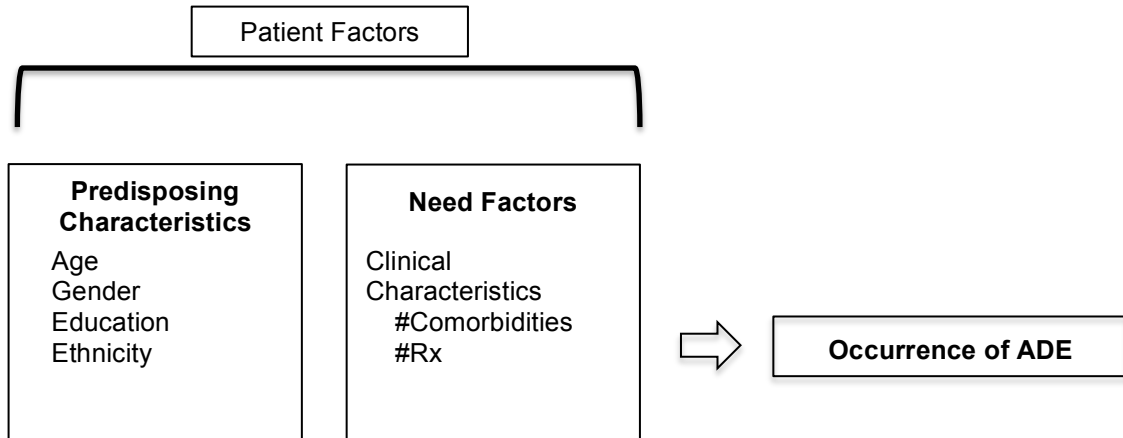 Patient Factors
Predisposing
Characteristics
Age
Gender
Education
Ethnicity
Need Factors
Clinical
Characteristics
#Comorbidities
#Rx
Occurrence of ADE